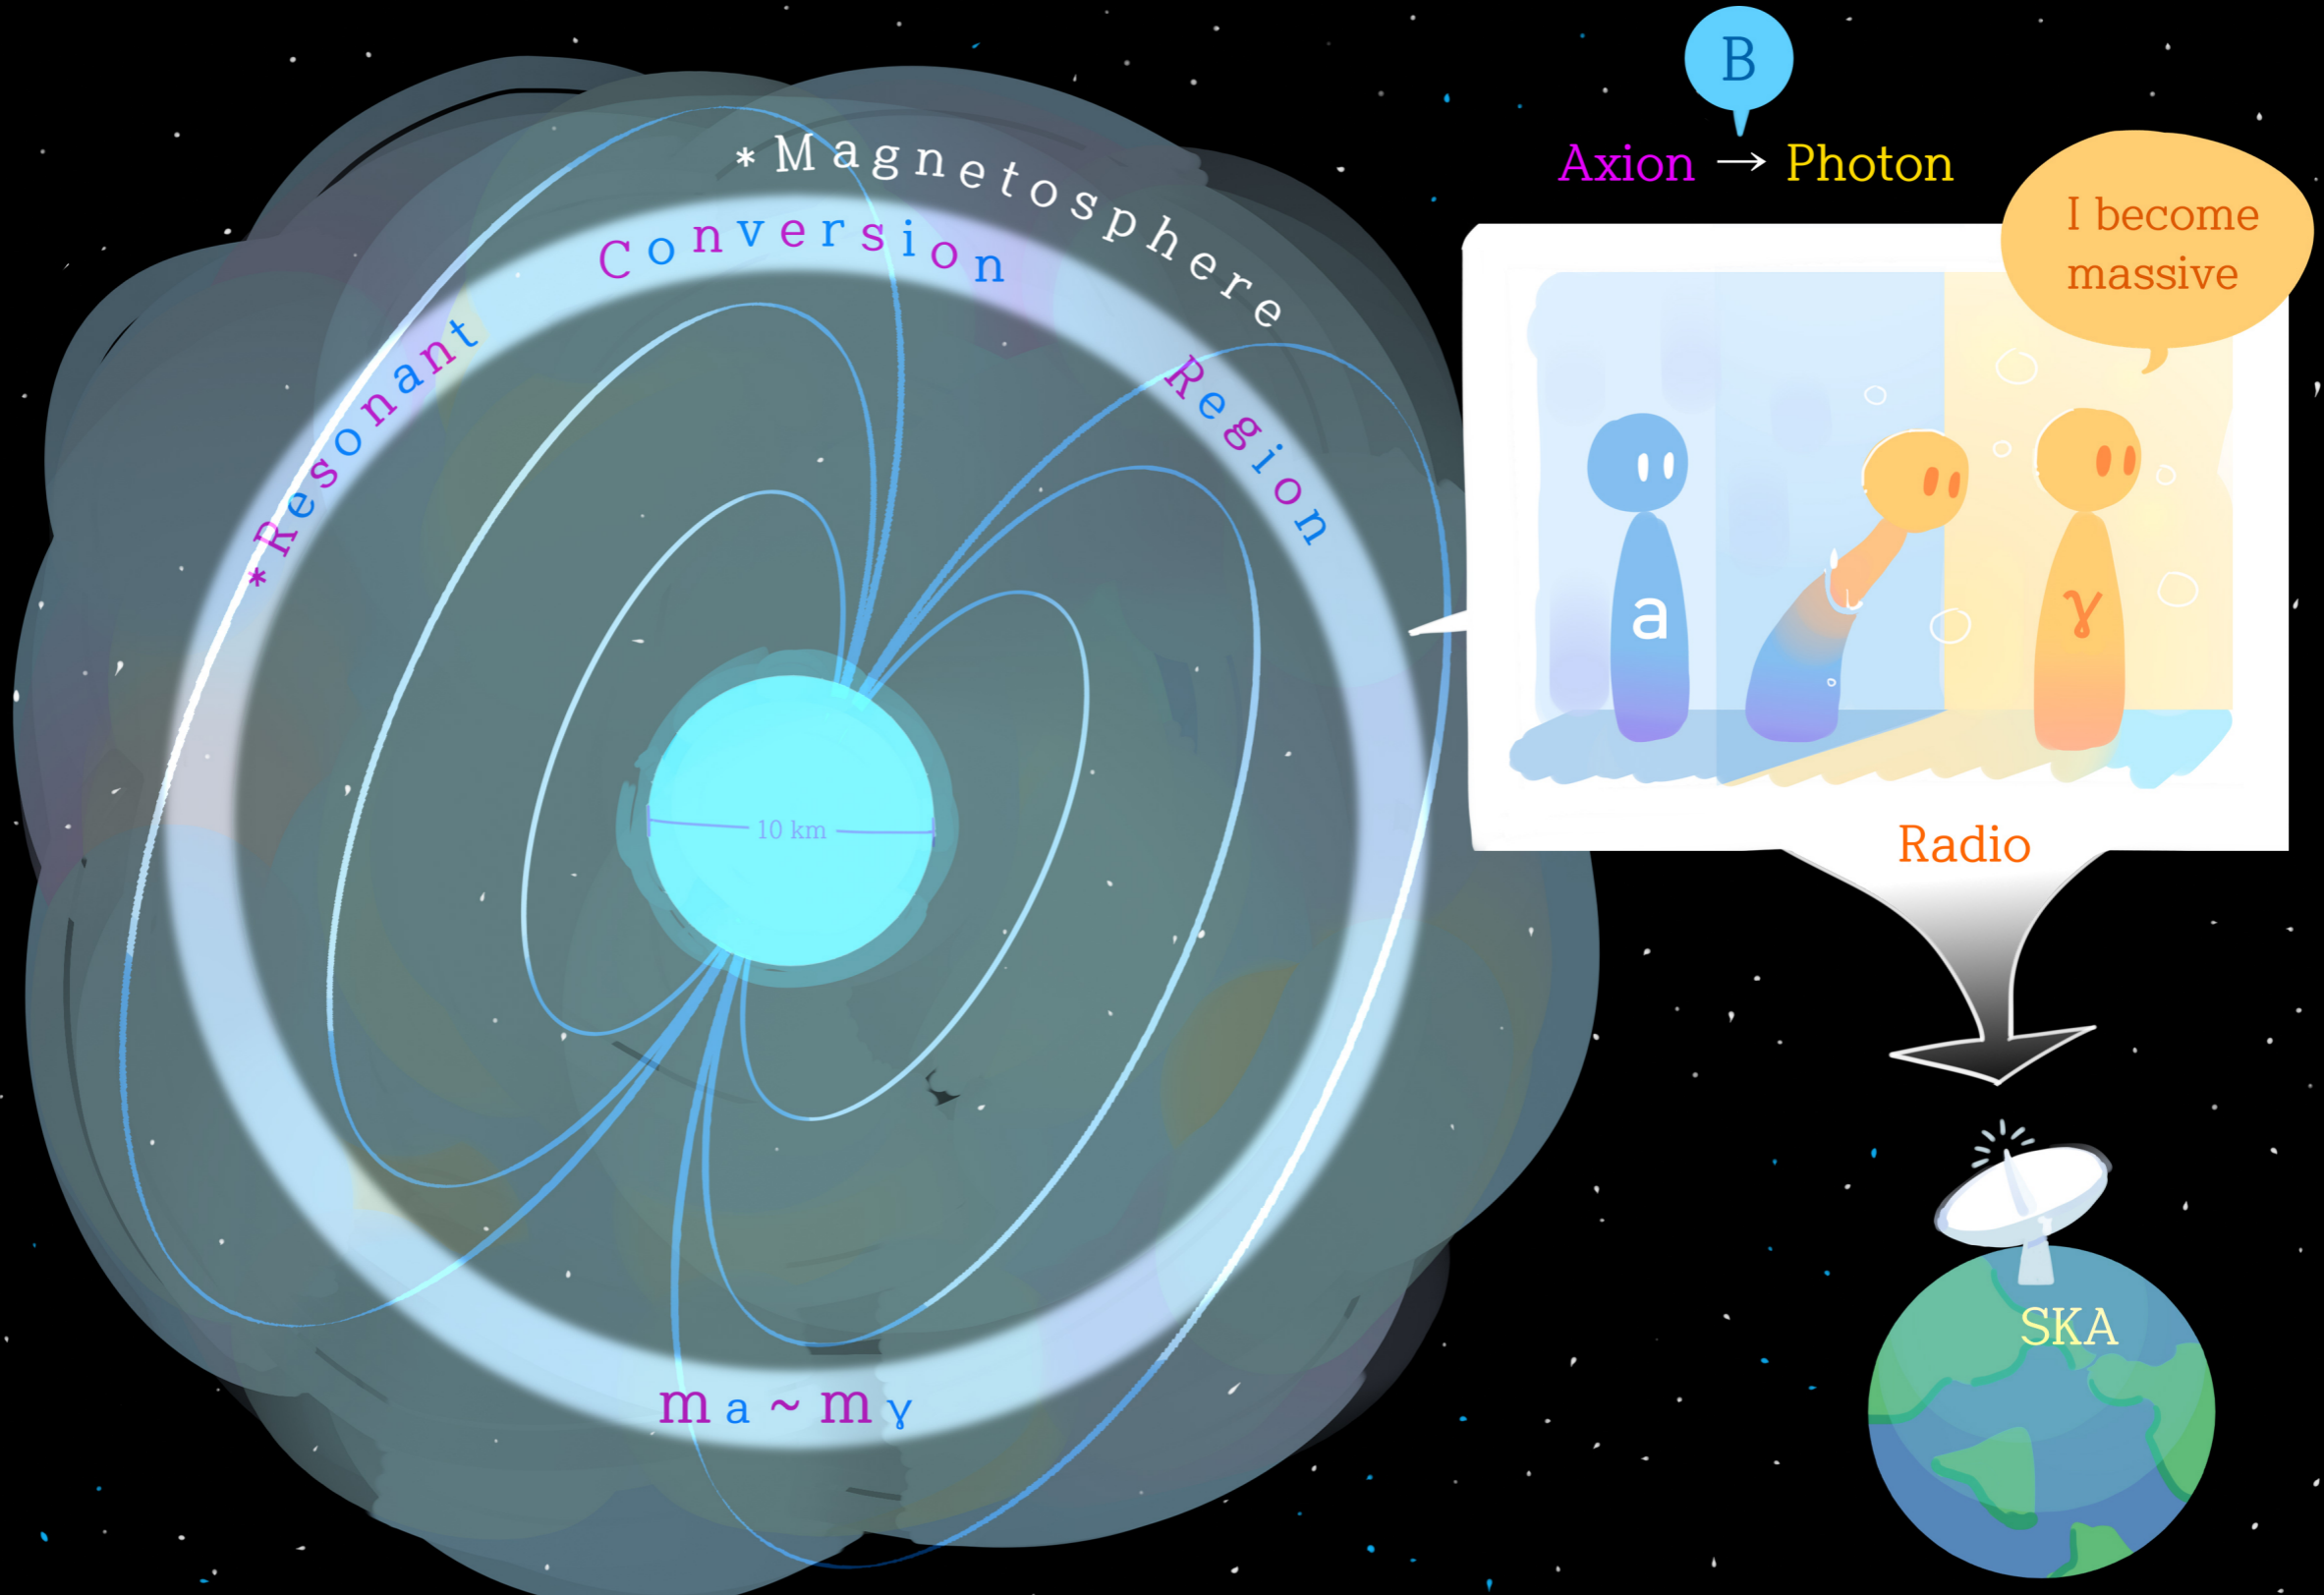 *Magnetosphere
*Resonant Conversion Region
10 km
ma~mγ
B
Axion → Photon
I become
massive
a
γ
Radio
SKA